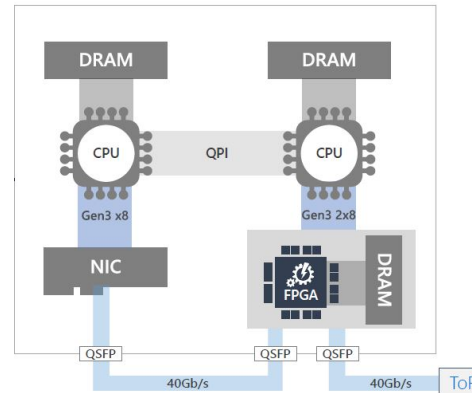 DRAM
DRAM
CPU
QPI
CPU
Gen3 x8
Gen3 2x8
NIC
FPGA
DRAM
QSFP
QSFP
QSFP
40Gb/s
40Gb/s